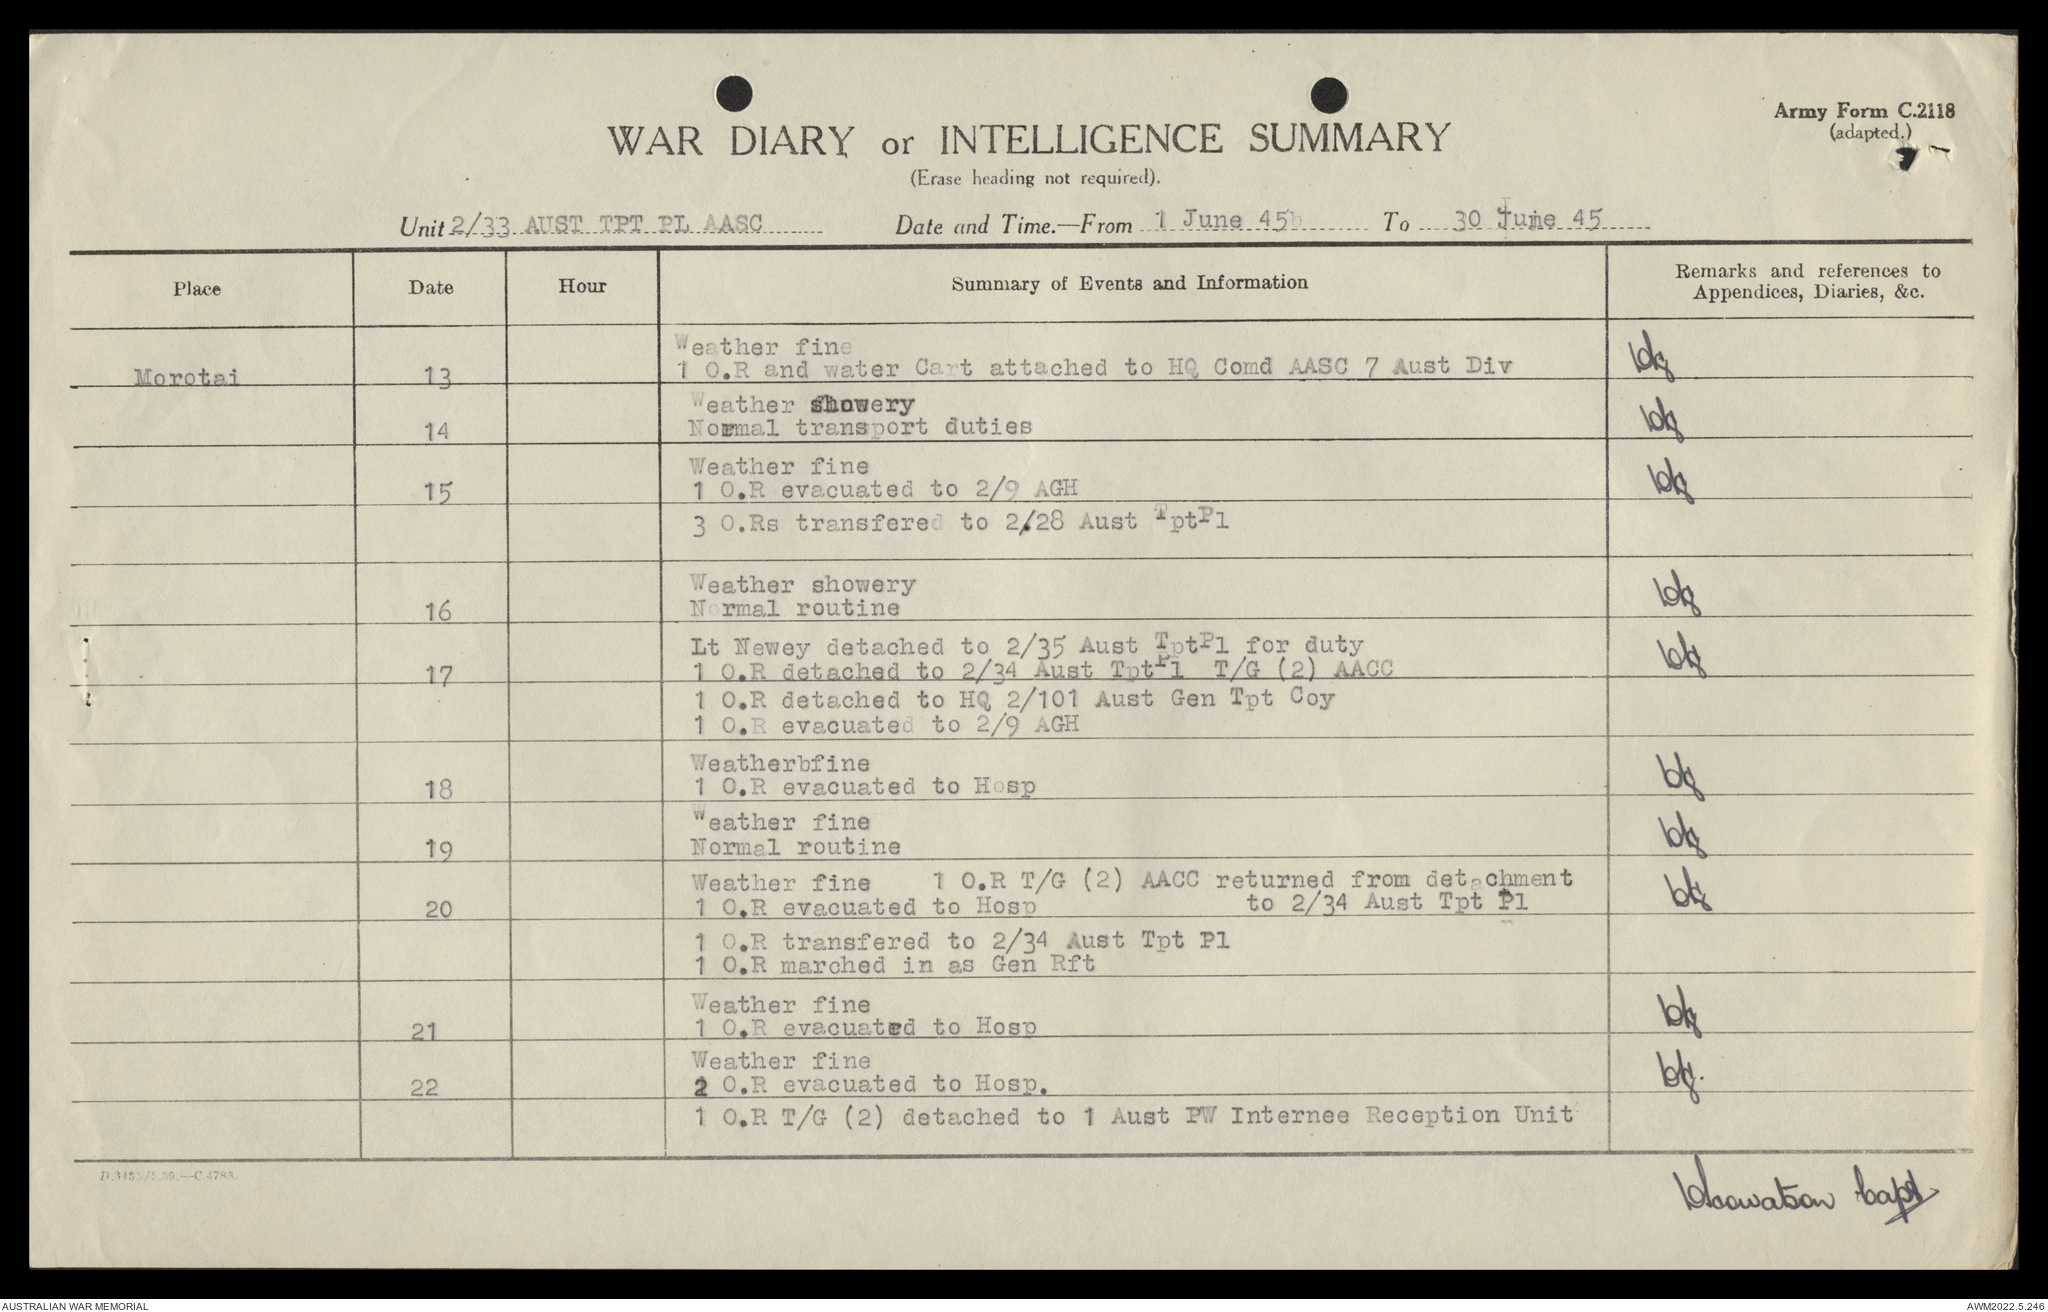 Army Form C.2118
(adapted.)
WAR DIARY or INTELLIGENCE SUMMARY
(Erase heading not required).
Unit 2/33 AUST TPT PL AASC Date and Time.—From 1 June 45 To 30 June 45
Place Date Hour Summary of Events and Information Remarks and references to
Appendices, Diaries, &c.
Weather fine
Morotai 13 1 O.R and water Cart attached to HQ Comd AASC 7 Aust Div
Weather showery
14 Normal transport duties
Weather fine
15 1 O.R evacuated to 2/9 AGH
3 O.Rs transfered to 2/28 Aust TptPl
Weather showery
16 Normal routine
Lt Newey detached to 2/35 Aust TptPl for duty
17 1 O.R detached to 2/34 Aust TptPl T/G (2) AACC
1 O.R detached to HQ 2/101 Aust Gen Tpt Coy
1 O.R evacuated to 2/9 AGH
Weatherbfine
18 1 O.R evacuated to Hosp
Weather fine
19 Normal routine
Weather fine 1 O.R T/G (2) AACC returned from detachment
20 1 O.R evacuated to Hosp to 2/34 Aust Tpt Pl
1 O.R transfered to 2/34 Aust Tpt Pl
1 O.R marched in as Gen Rft
Weather fine
21 1 O.R evacuated to Hosp
Weather fine
22 2 O.R evacuated to Hosp.
1 O.R T/G (2) detached to 1 Aust PW Internee Reception Unit
Capt
AUSTRALIAN WAR MEMORIAL
AWM2022.5.246